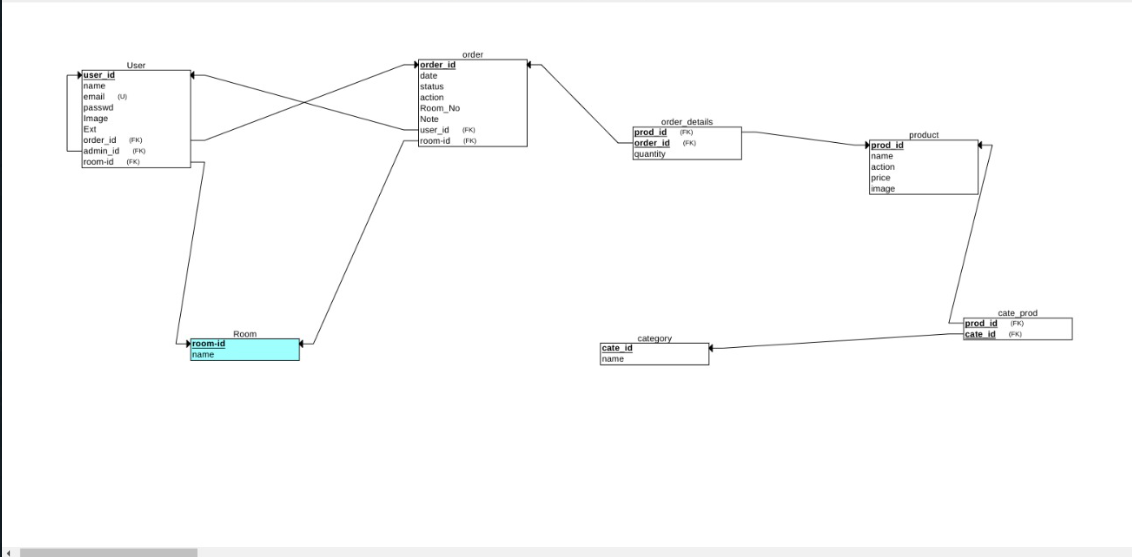 User
user_id
name
email (U)
passwd
Image
Ext
order_id (FK)
admin_id (FK)
room-id (FK)
order
order_id
date
status
action
Room_No
Note
user_id (FK)
room-id (FK)
order_details
prod_id (FK)
order_id (FK)
quantity
product
prod_id
name
action
price
image
Room
room-id
name
category
cate_id
name
cate_prod
prod_id (FK)
cate_id (FK)